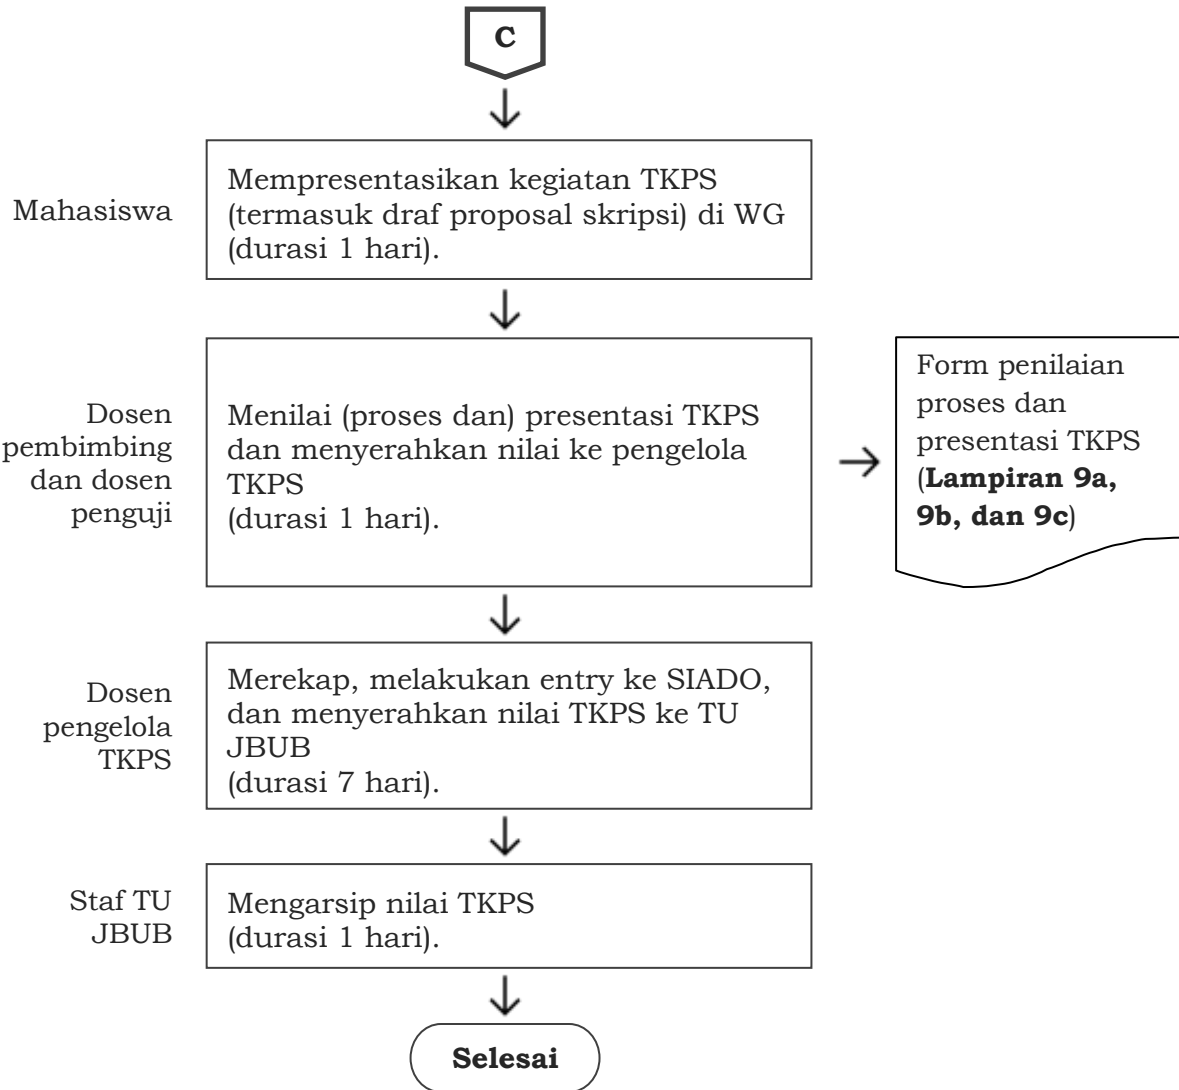 C
Mahasiswa
Mempresentasikan kegiatan TKPS
(termasuk draf proposal skripsi) di WG
(durasi 1 hari).
Dosen
pembimbing
dan dosen
penguji
Menilai (proses dan) presentasi TKPS
dan menyerahkan nilai ke pengelola
TKPS
(durasi 1 hari).
Form penilaian
proses dan
presentasi TKPS
(Lampiran 9a,
9b, dan 9c)
Dosen
pengelola
TKPS
Merekap, melakukan entry ke SIADO,
dan menyerahkan nilai TKPS ke TU
JBUB
(durasi 7 hari).
Staf TU
JBUB
Mengarsip nilai TKPS
(durasi 1 hari).
Selesai